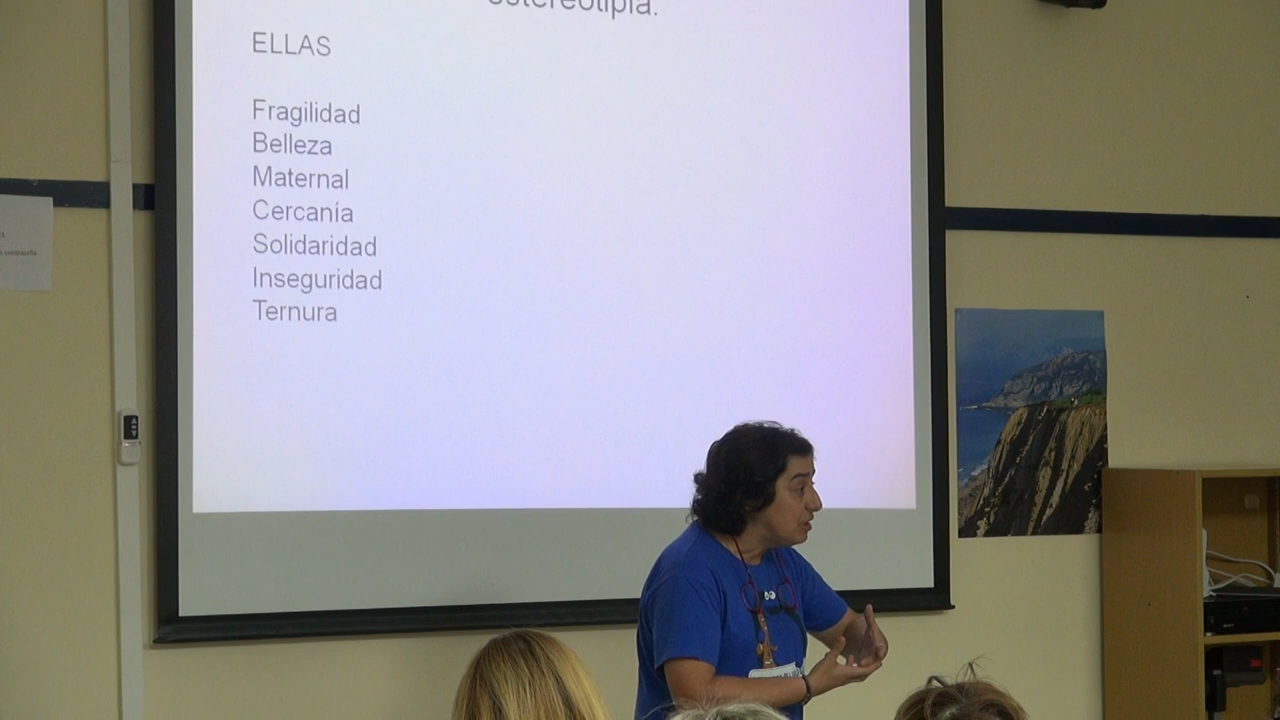 estereotipia.
ELLAS
Fragilidad
Belleza
Maternal
Cercanía
Solidaridad
Inseguridad
Ternura